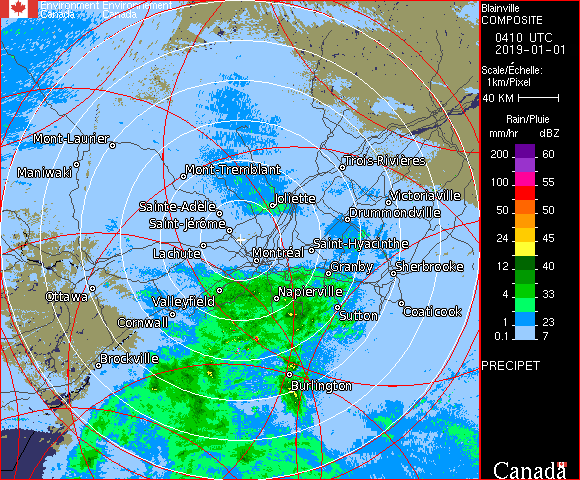 Environment Environnement
Canada Canada
Blainville
COMPOSITE
0410 UTC
2019-01-01
Scale/Échelle:
1km/Pixel
40 KM
Rain/Pluie
mm/hr dBZ
200 60
100 55
50 50
24 45
12 40
4 33
1 23
0.1 7
PRECIPET
Canada
Mont-Laurier
Maniwaki
Mont-Tremblant
Trois-Rivières
Sainte-Adele
Joliette
Victoriaville
Drummondville
Saint-Jérôme
Lachute
Montréal
Saint-Hyacinthe
Granby
Sherbrooke
Ottawa
Valleyfield
Napierville
Cornwall
Sutton
Coaticook
Brockville
Burlington